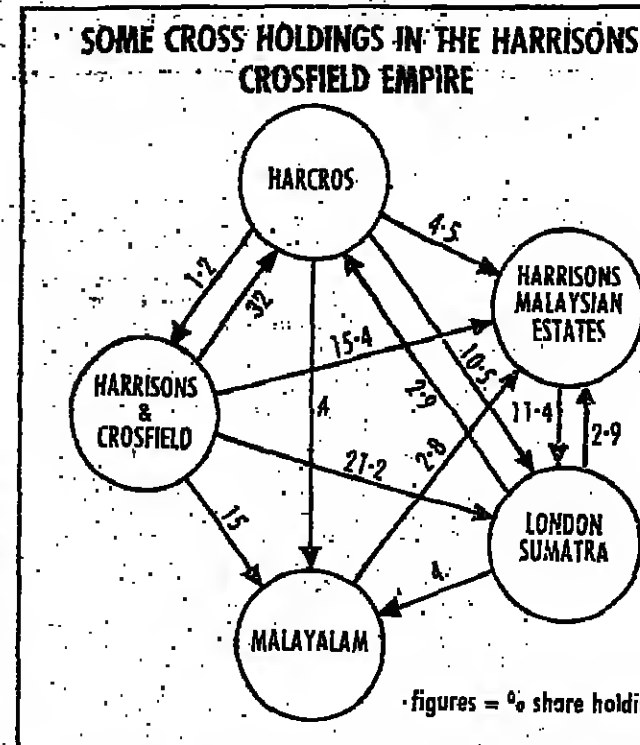 SOME CROSS HOLDINGS IN THE HARRISONS
CROSFIELD EMPIRE
HARCROS
4·5
1·2
32
HARRISONS
MALAYSIAN
ESTATES
15·4
10·5
HARRISONS
&
CROSFIELD
4
2·9
2·8
11·4
2·9
21·2
15
LONDON
SUMATRA
4
MALAYALAM
figures = % share holdi